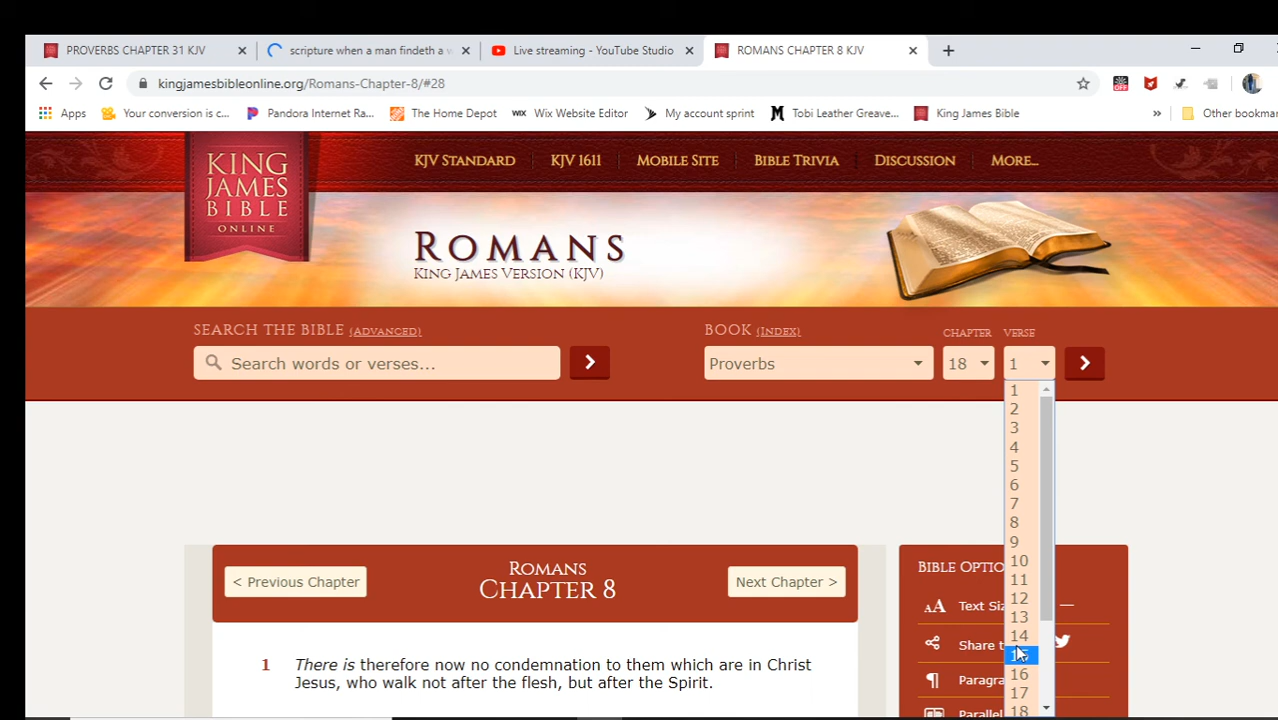 PROVERBS CHAPTER 31 KJV
scripture when a man findeth a w
Live streaming - YouTube Studio
ROMANS CHAPTER 8 KJV
kingjamesbibleonline.org/Romans-Chapter-8/#28
OFF
Apps
Your conversion is c...
Pandora Internet Ra...
The Home Depot
WiX Wix Website Editor
My account sprint
Tobi Leather Greave...
King James Bible
»
Other bookmar
KING
JAMES
BIBLE
ONLINE
KJV STANDARD
KJV 1611
MOBILE SITE
BIBLE TRIVIA
DISCUSSION
MORE...
ROMANS
KING JAMES VERSION (KJV)
SEARCH THE BIBLE (ADVANCED)
BOOK (INDEX)
CHAPTER
VERSE
Search words or verses...
Proverbs
18
1
1
2
3
4
5
6
7
8
9
10
11
12
13
14
16
17
18
ROMANS
CHAPTER 8
< Previous Chapter
Next Chapter >
1 There is therefore now no condemnation to them which are in Christ
Jesus, who walk not after the flesh, but after the Spirit.
BIBLE OPTIO
AA Text Siz
Share t
¶ Paragra
Parallel